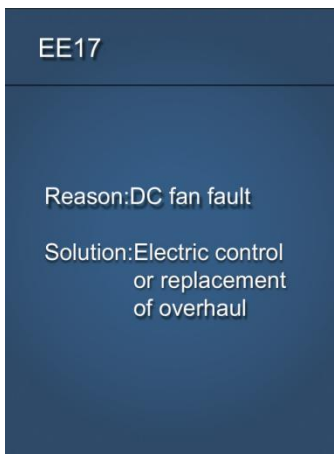 EE17
Reason:DC fan fault
Solution:Electric control
or replacement
of overhaul